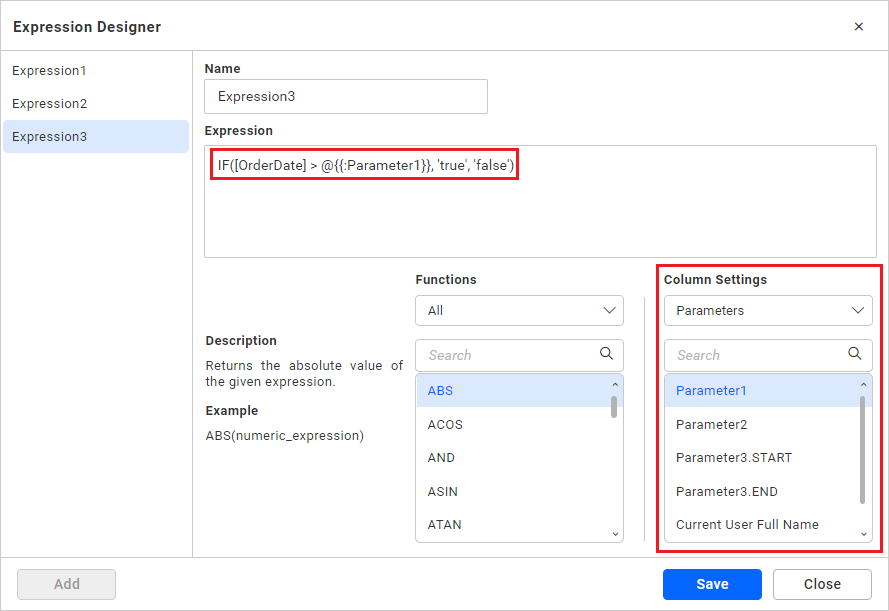 Expression Designer
Expression1
Expression2
Expression3
Name
Expression3
Expression
IF([OrderDate] > @{{:Parameter1}}, 'true', 'false')
Functions
All
Search
ABS
ACOS
AND
ASIN
ATAN
Description
Returns the absolute value of
the given expression.
Example
ABS(numeric_expression)
Column Settings
Parameters
Search
Parameter1
Parameter2
Parameter3.START
Parameter3.END
Current User Full Name
Add
Save
Close